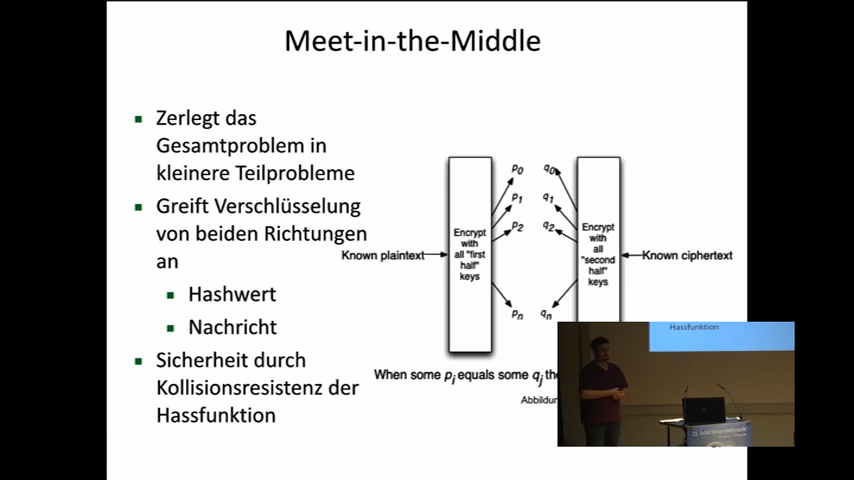 Meet-in-the-Middle
Zerlegt das
Gesamtproblem in
kleinere Teilprobleme
Greift Verschlüsselung
von beiden Richtungen
an
Hashwert
Nachricht
Sicherheit durch
Kollisionsresistenz der
Hassfunktion
Known plaintext
Encrypt
with
all "first
half"
keys
p0
p1
p2
pn
q0
q1
q2
qn
Encrypt
with
all
"second
half"
keys
Known ciphertext
When some pi equals some qj
Hassfunktion